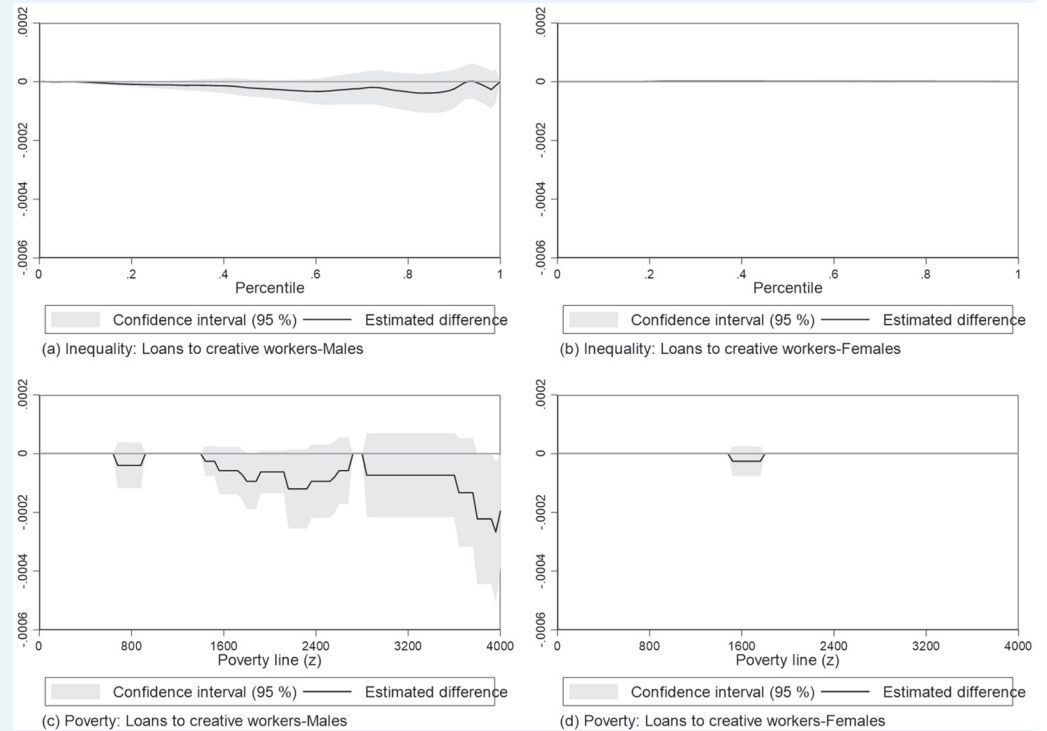 .0002
0
-.0002
-.0004
-.0006
0 .2 .4 .6 .8 1
Percentile
Confidence interval (95 %) Estimated difference
(a) Inequality: Loans to creative workers-Males
.0002
0
-.0002
-.0004
-.0006
0 .2 .4 .6 .8 1
Percentile
Confidence interval (95 %) Estimated difference
(b) Inequality: Loans to creative workers-Females
.0002
0
-.0002
-.0004
-.0006
0 800 1600 2400 3200 4000
Poverty line (z)
Confidence interval (95 %) Estimated difference
(c) Poverty: Loans to creative workers-Males
.0002
0
-.0002
-.0004
-.0006
0 800 1600 2400 3200 4000
Poverty line (z)
Confidence interval (95 %) Estimated difference
(d) Poverty: Loans to creative workers-Females